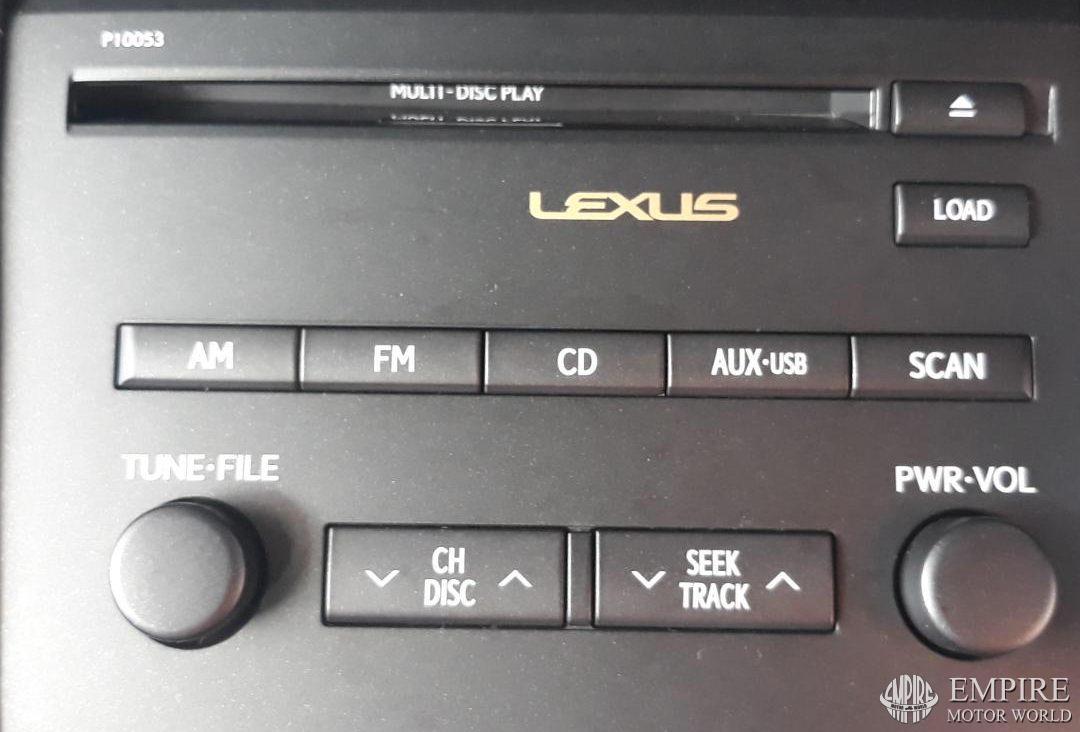 P10053
MULTI-DISC PLAY
LEXUS
LOAD
AM FM CD AUX•USB SCAN
TUNE•FILE
PWR•VOL
CH
DISC
SEEK
TRACK
EMPIRE
EMPIRE
MOTOR WORLD